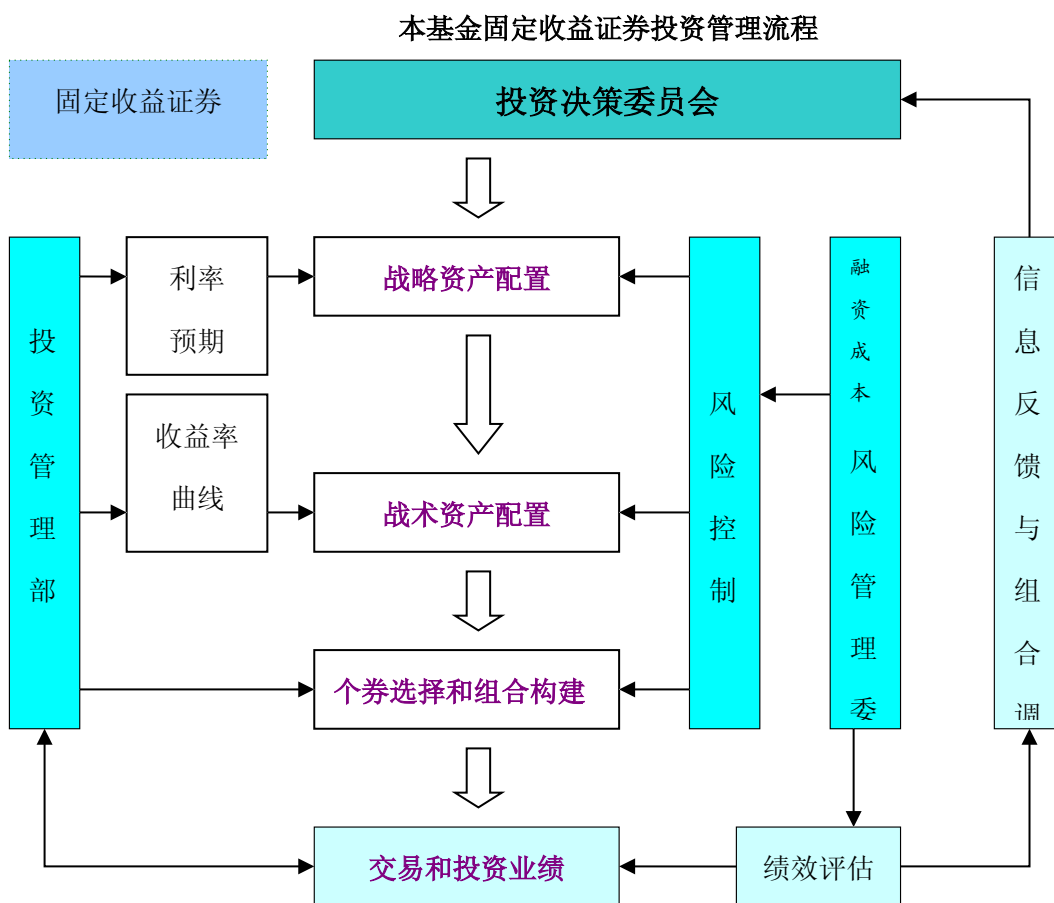 本基金固定收益证券投资管理流程
固定收益证券
投资决策委员会
投资管理部
利率
预期
战略资产配置
收益率
曲线
战术资产配置
个券选择和组合构建
交易和投资业绩
风险控制
融资成本 风险管理委
信息反馈与组合调
绩效评估